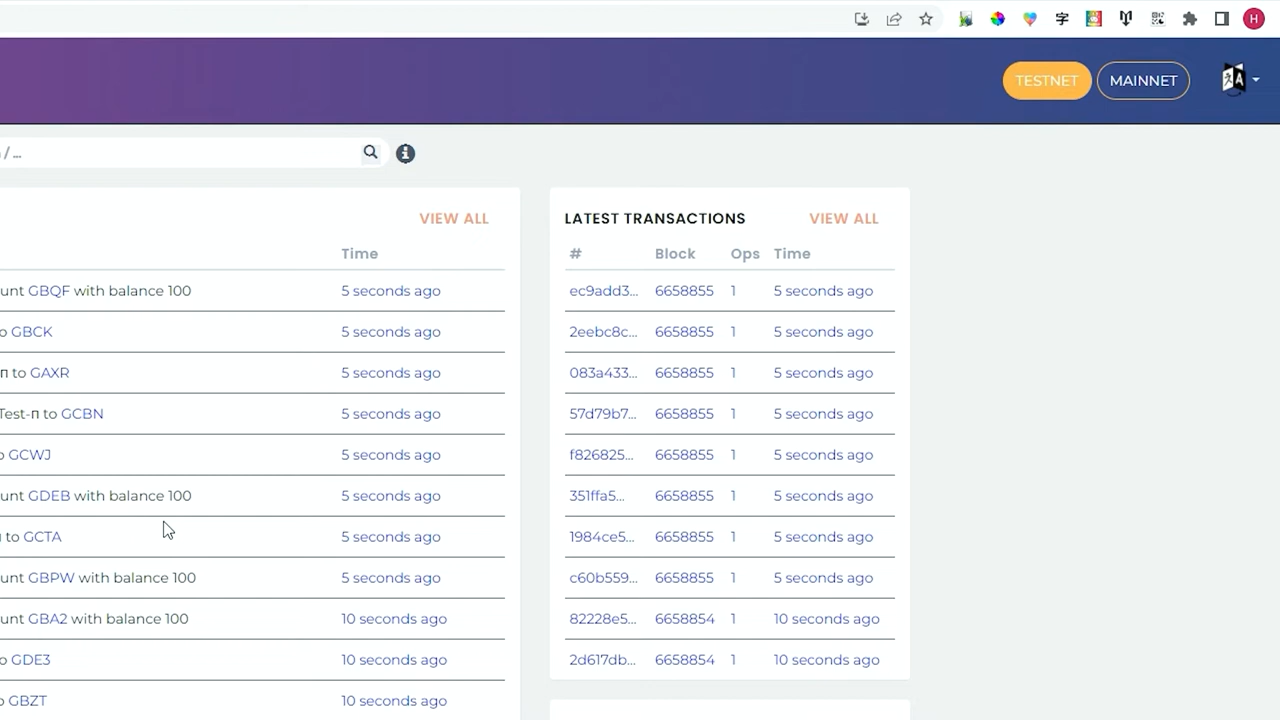 H
TESTNET MAINNET
/ ...
VIEW ALL
Time
unt GBQF with balance 100 5 seconds ago
o GBCK 5 seconds ago
π to GAXR 5 seconds ago
Test-π to GCBN 5 seconds ago
o GCWJ 5 seconds ago
unt GDEB with balance 100 5 seconds ago
to GCTA 5 seconds ago
unt GBPW with balance 100 5 seconds ago
unt GBA2 with balance 100 10 seconds ago
o GDE3 10 seconds ago
o GBZT 10 seconds ago
LATEST TRANSACTIONS VIEW ALL
# Block Ops Time
ec9add3... 6658855 1 5 seconds ago
2eebc8c... 6658855 1 5 seconds ago
083a433... 6658855 1 5 seconds ago
57d79b7... 6658855 1 5 seconds ago
f826825... 6658855 1 5 seconds ago
351ffa5... 6658855 1 5 seconds ago
1984ce5... 6658855 1 5 seconds ago
c60b559... 6658855 1 5 seconds ago
82228e5... 6658854 1 10 seconds ago
2d617db... 6658854 1 10 seconds ago